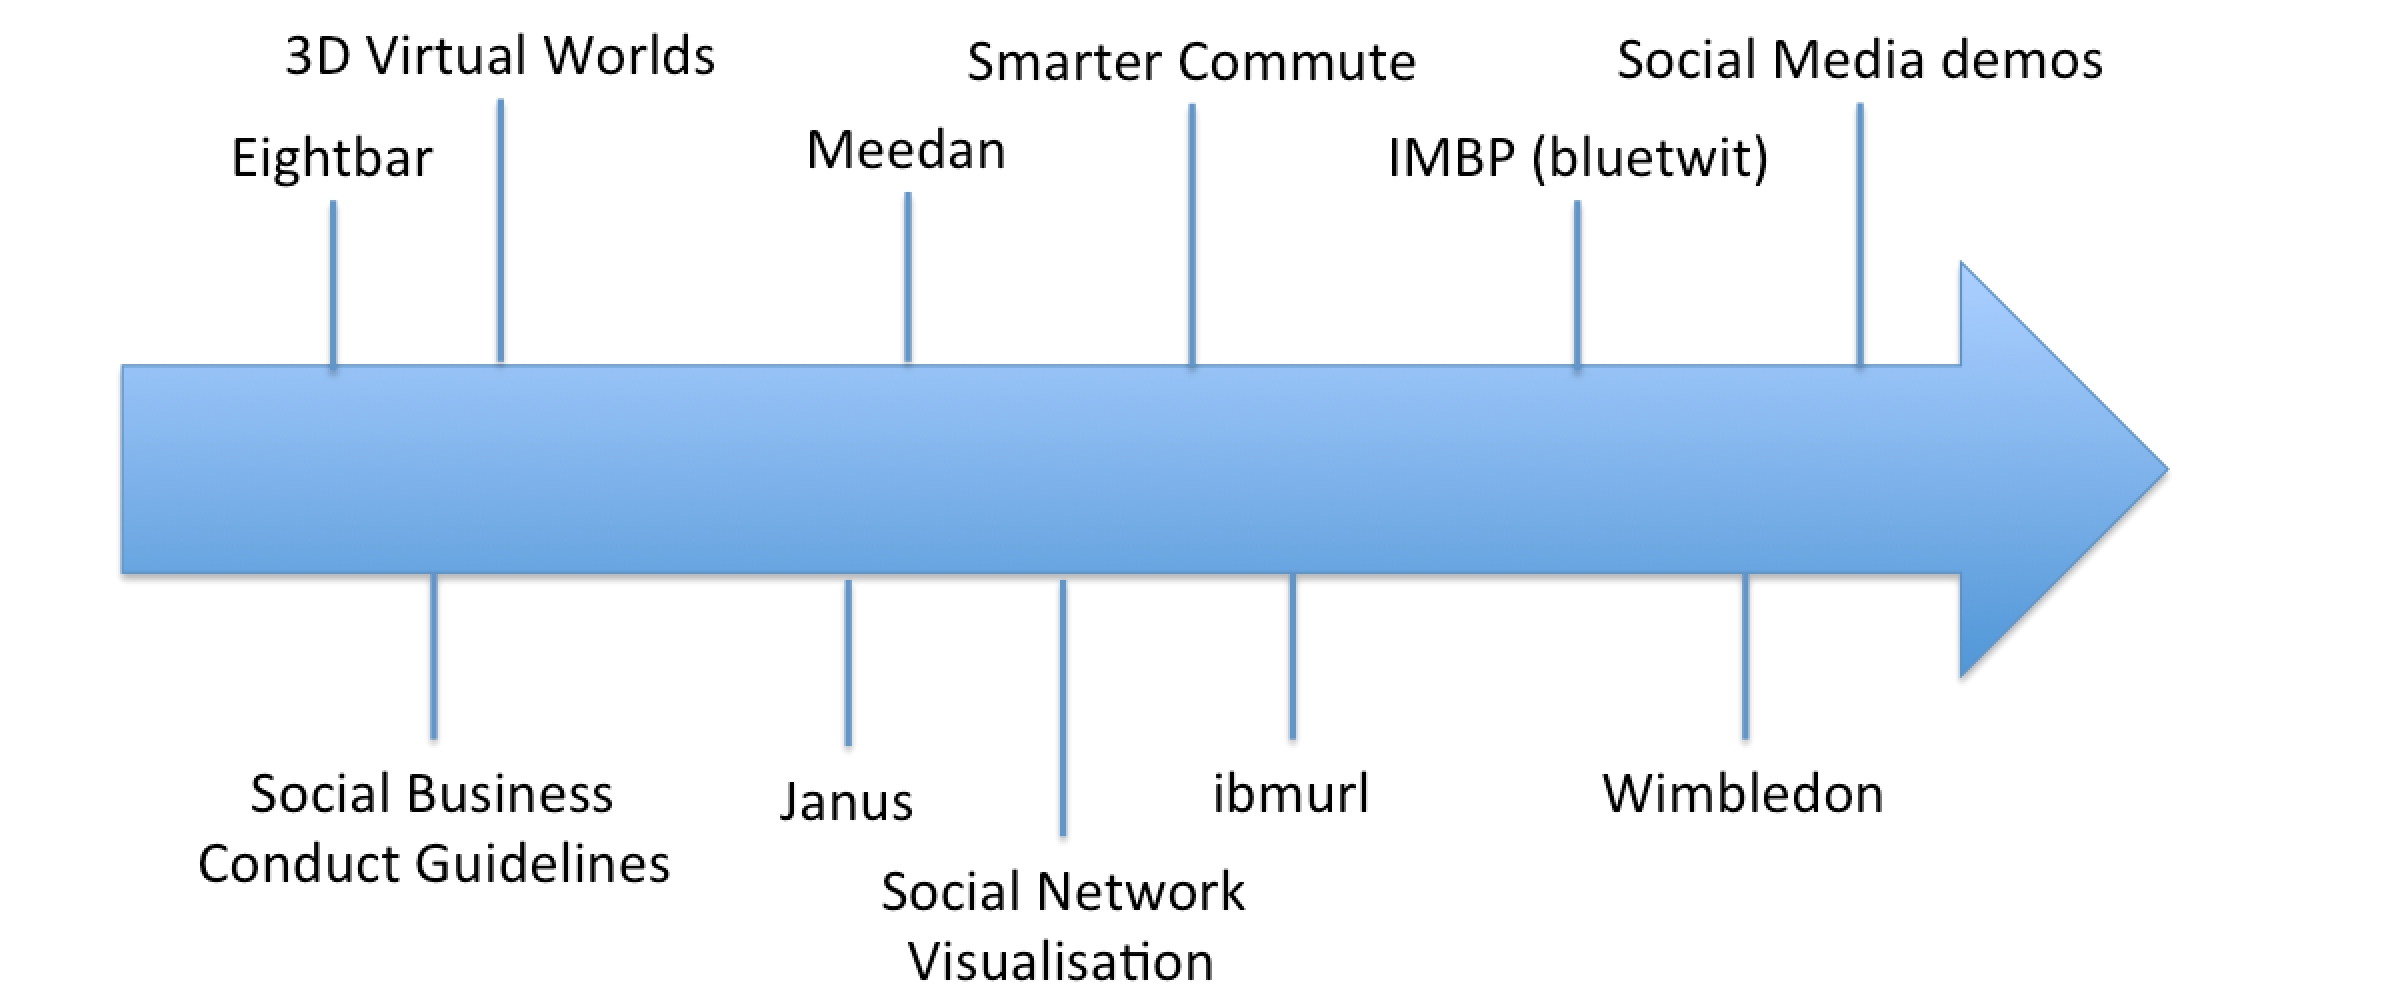 3D Virtual Worlds
Smarter Commute
Social Media demos
Eightbar
Meedan
IMBP (bluetwit)
Social Business
Conduct Guidelines
Janus
ibmurl
Wimbledon
Social Network
Visualisation